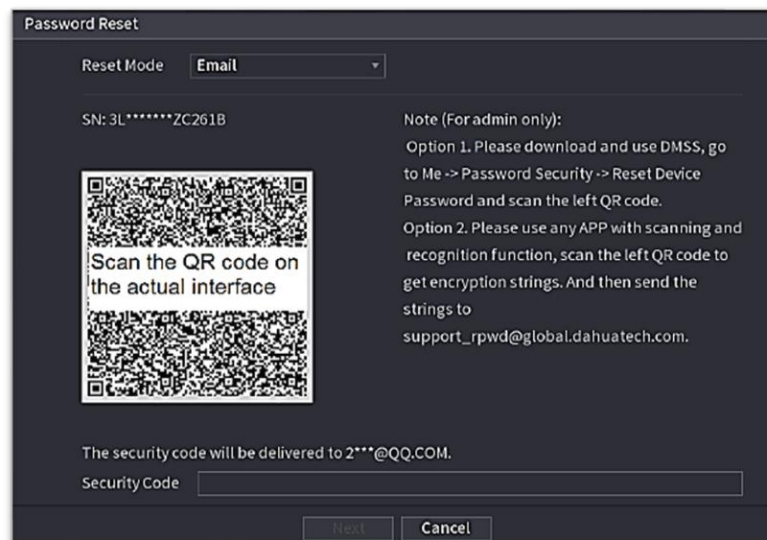 Password Reset
Reset Mode Email
SN: 3L*******ZC261B
Note (For admin only):
Option 1. Please download and use DMSS, go
to Me -> Password Security -> Reset Device
Password and scan the left QR code.
Option 2. Please use any APP with scanning and
recognition function, scan the left QR code to
get encryption strings. And then send the
strings to
support_rpwd@global.dahuatech.com.
Scan the QR code on
the actual interface
The security code will be delivered to 2***@QQ.COM.
Security Code
Next Cancel